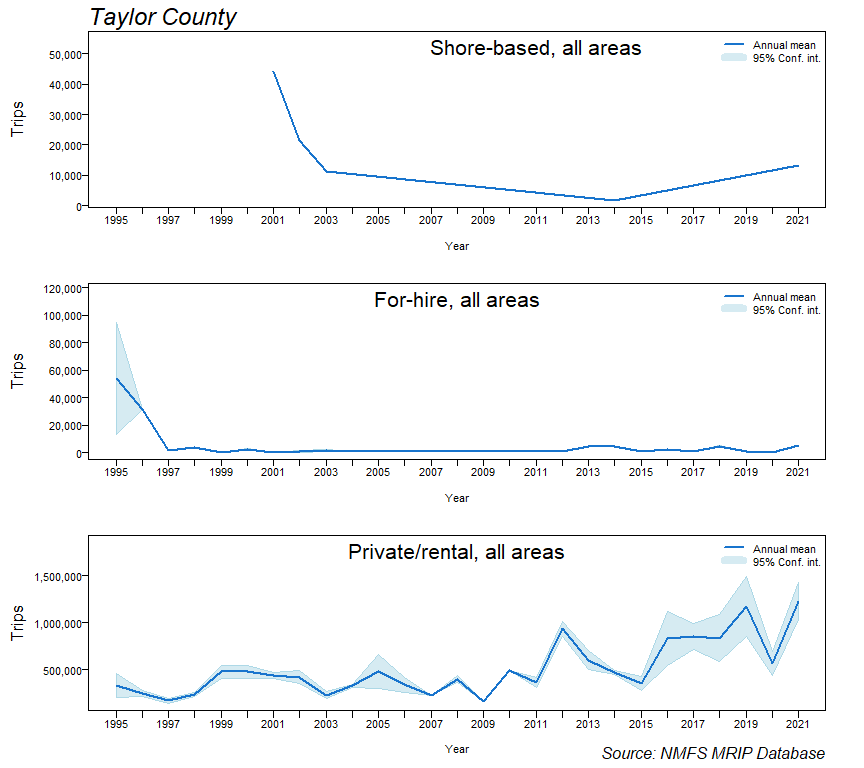 Taylor County
Shore-based, all areas
Annual mean
95% Conf. int.
Trips
50,000
40,000
30,000
20,000
10,000
0
1995 1997 1999 2001 2003 2005 2007 2009 2011 2013 2015 2017 2019 2021
Year
For-hire, all areas
Annual mean
95% Conf. int.
Trips
120,000
100,000
80,000
60,000
40,000
20,000
0
1995 1997 1999 2001 2003 2005 2007 2009 2011 2013 2015 2017 2019 2021
Year
Private/rental, all areas
Annual mean
95% Conf. int.
Trips
1,500,000
1,000,000
500,000
1995 1997 1999 2001 2003 2005 2007 2009 2011 2013 2015 2017 2019 2021
Year
Source: NMFS MRIP Database